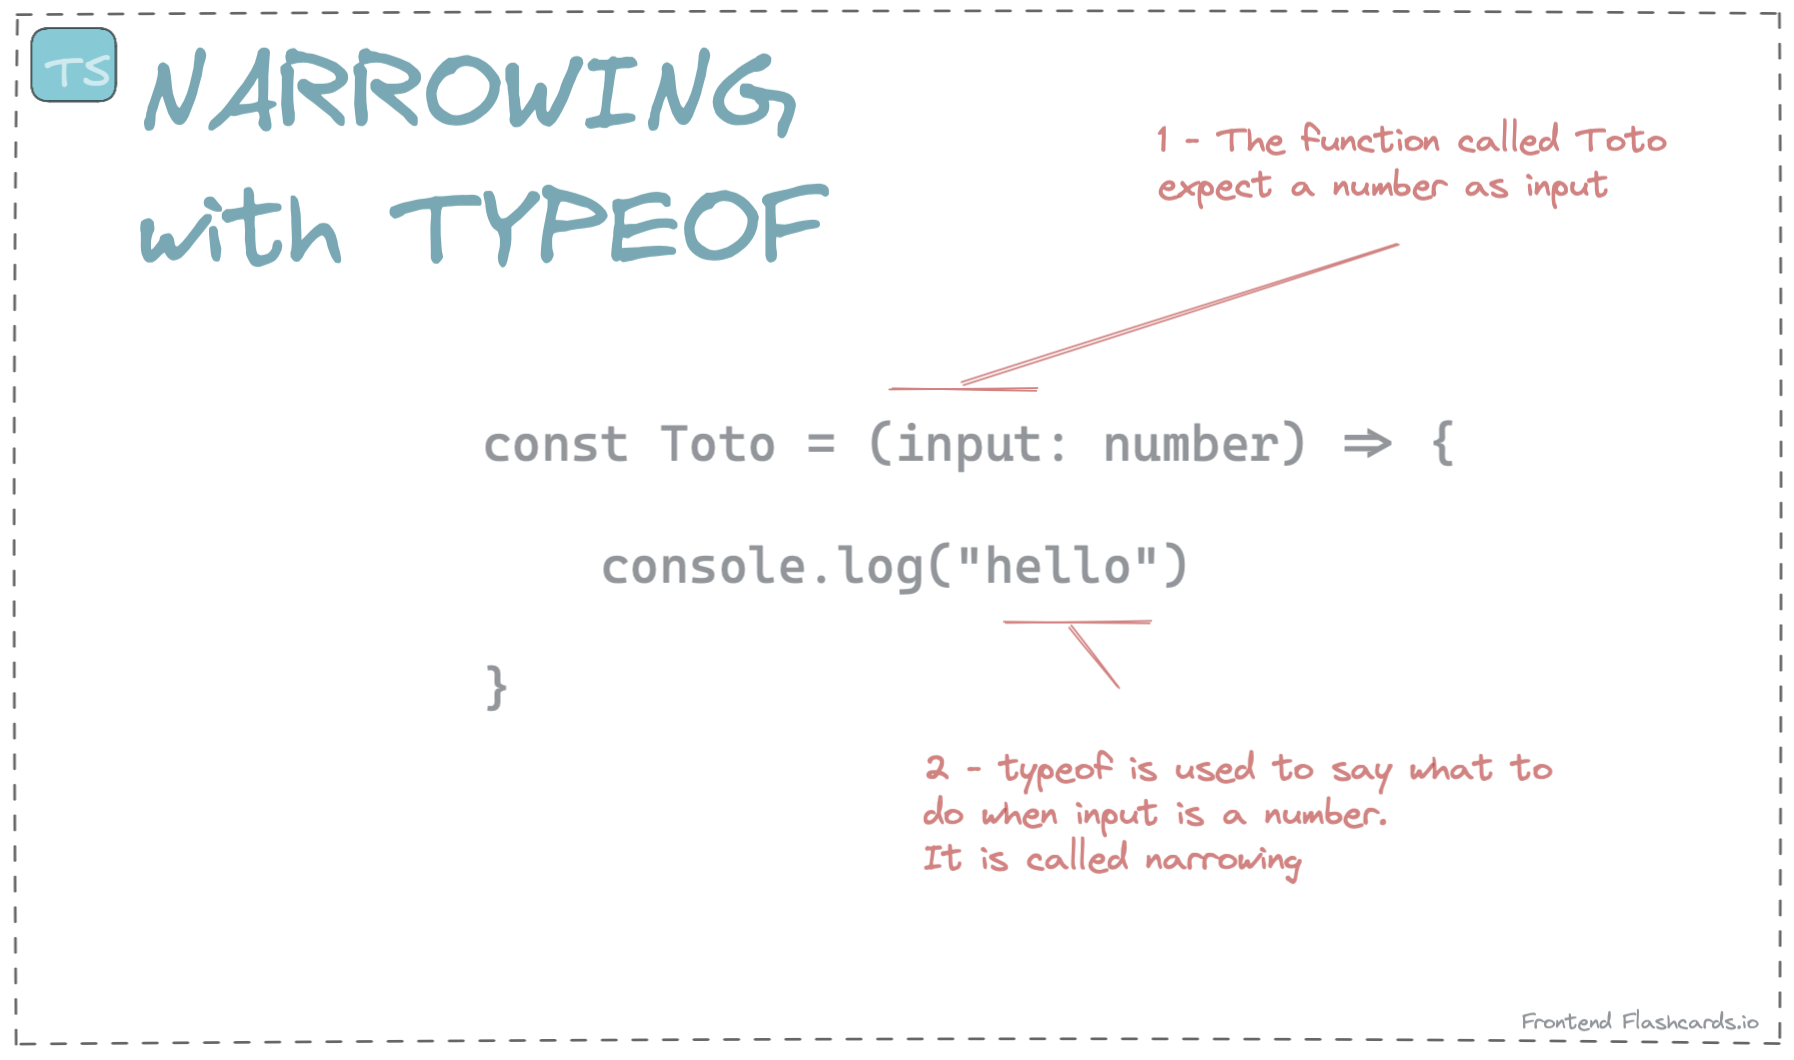 TS
NARROWING,
with TYPEOF
1 - The function called Toto
expect a number as input
const Toto = (input: number) => {
console.log("hello")
}
2 - typeof is used to say what to
do when input is a number.
It is called narrowing
Frontend Flashcards.io